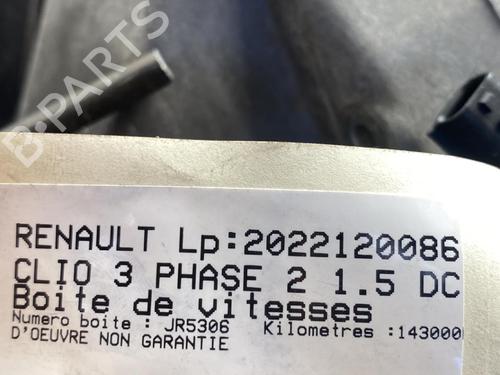 B-PARTS
RENAULT Lp:2022120086
CLIO 3 PHASE 2 1.5 DC
Boite de vitesses
Numero boite : JR5306 Kilometres :143000
D'OEUVRE NON GARANTIE